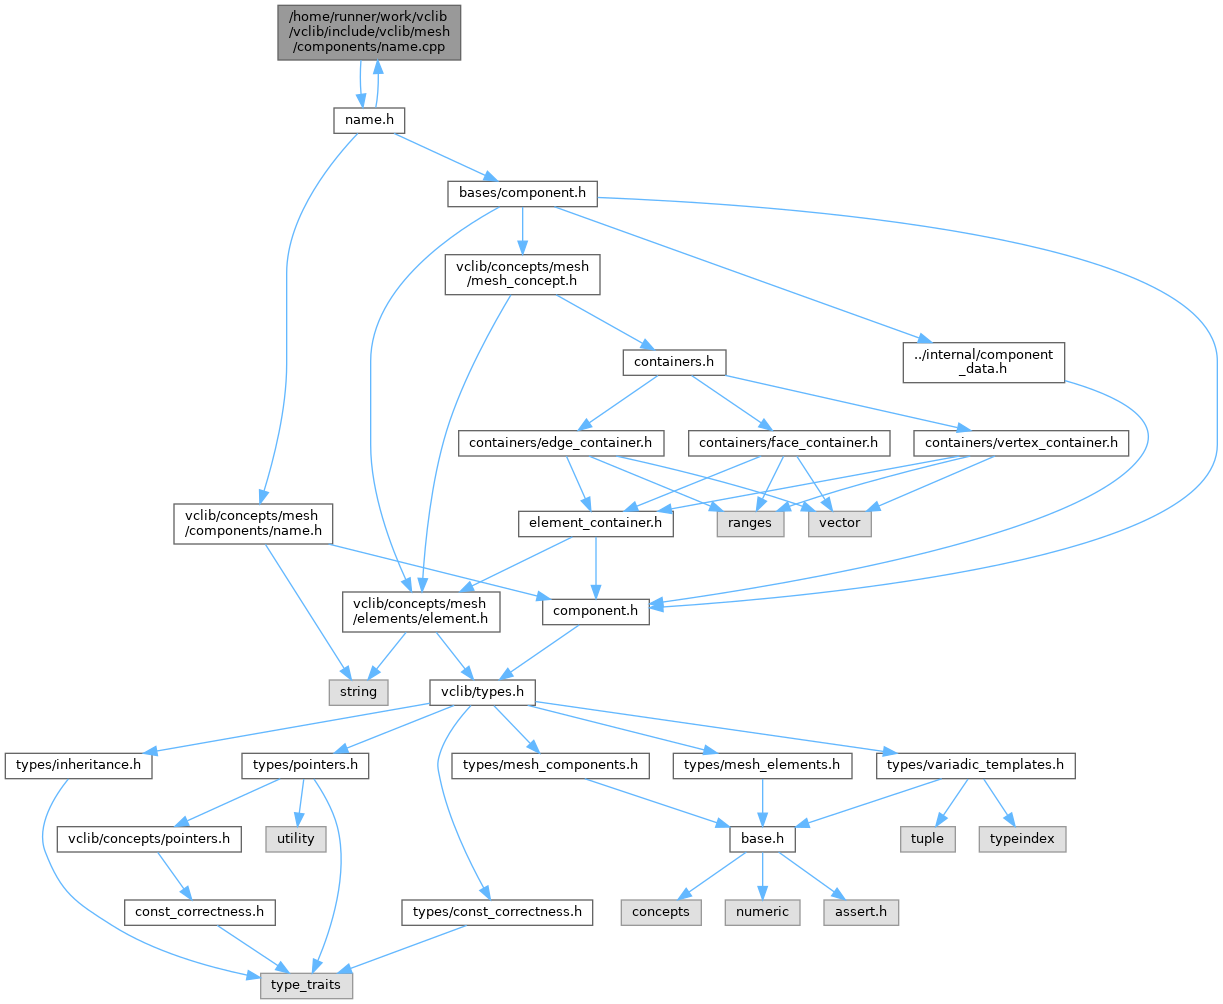 /home/runner/work/vclib
/vclib/include/vclib/mesh
/components/name.cpp
name.h
bases/component.h
vclib/concepts/mesh
/mesh_concept.h
../internal/component
_data.h
containers.h
containers/edge_container.h
containers/face_container.h
containers/vertex_container.h
vclib/concepts/mesh
/components/name.h
element_container.h
ranges
vector
vclib/concepts/mesh
/elements/element.h
component.h
string
vclib/types.h
types/inheritance.h
types/pointers.h
types/mesh_components.h
types/mesh_elements.h
types/variadic_templates.h
vclib/concepts/pointers.h
utility
base.h
tuple
typeindex
const_correctness.h
types/const_correctness.h
concepts
numeric
assert.h
type_traits